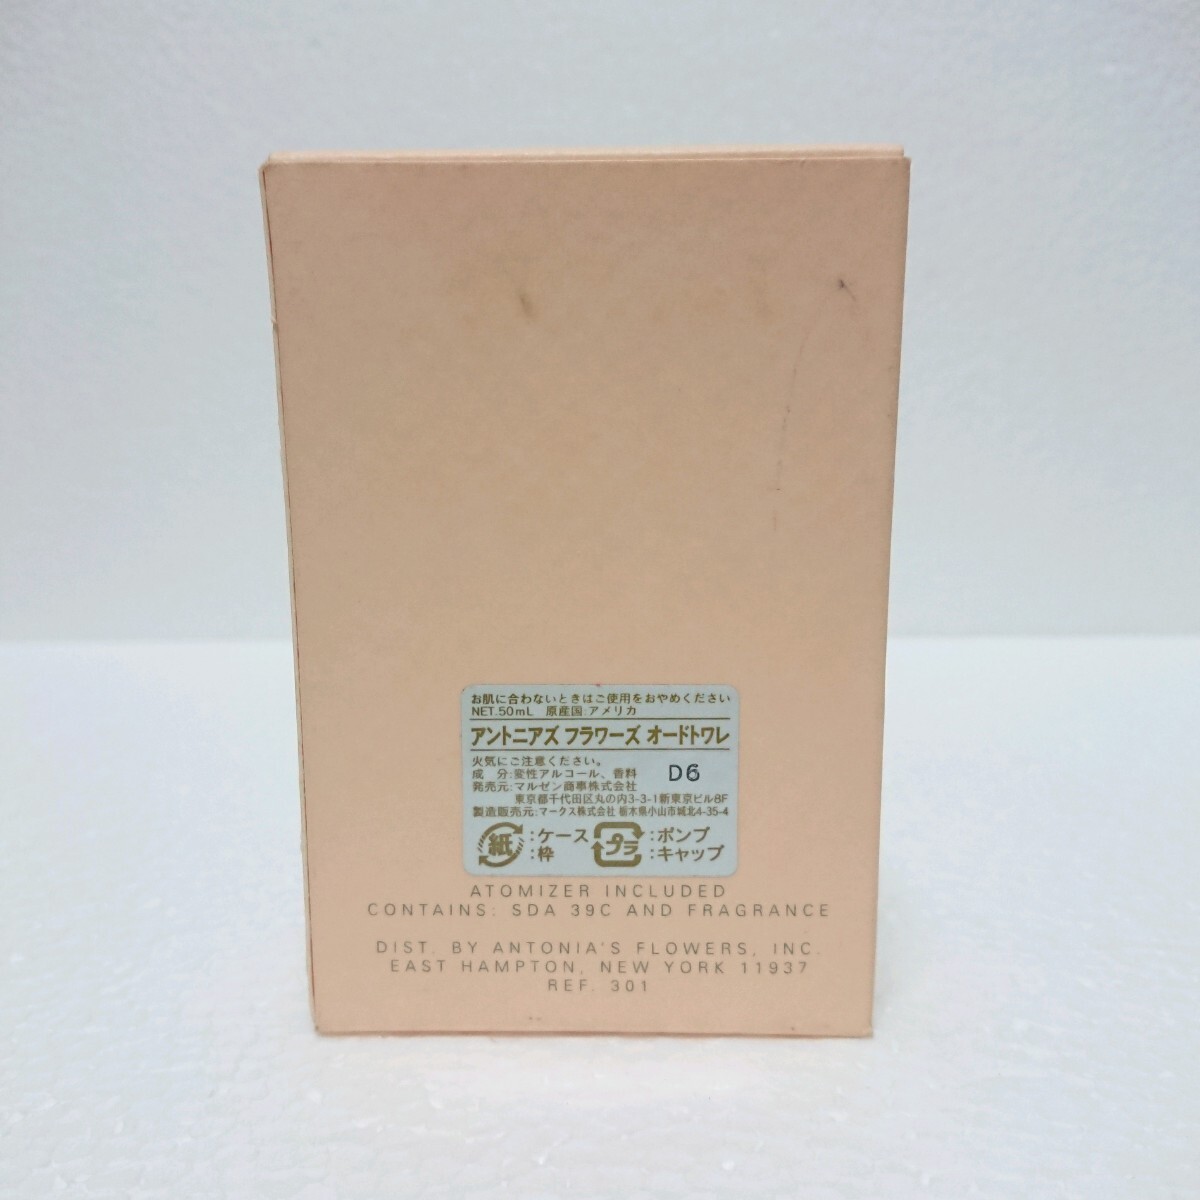 お肌に合わないときはご使用をおやめください
NET.50mL 原産国:アメリカ
アントニアズ フラワーズ オードトワレ
火気にご注意ください。
成 分:変性アルコール、香料 D6
発売元:マルゼン商事株式会社
東京都千代田区丸の内3-3-1新東京ビル8F
製造販売元:マークス株式会社 栃木県小山市城北4-35-4
紙 :ケース プラ :ポンプ
:枠 :キャップ
ATOMIZER INCLUDED
CONTAINS: SDA 39C AND FRAGRANCE
DIST. BY ANTONIA'S FLOWERS, INC.
EAST HAMPTON, NEW YORK 11937
REF. 301